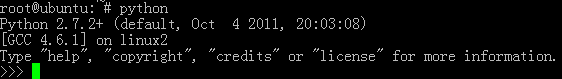 root@ubuntu:~# python
Python 2.7.2+ (default, Oct  4 2011, 20:03:08)
[GCC 4.6.1] on linux2
Type "help", "copyright", "credits" or "license" for more information.
>>>